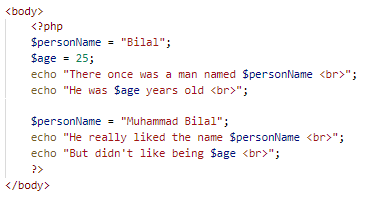 <body>
<?php
$personName = "Bilal";
$age = 25;
echo "There once was a man named $personName <br>";
echo "He was $age years old <br>";
$personName = "Muhammad Bilal";
echo "He really liked the name $personName <br>";
echo "But didn't like being $age <br>";
?>
</body>